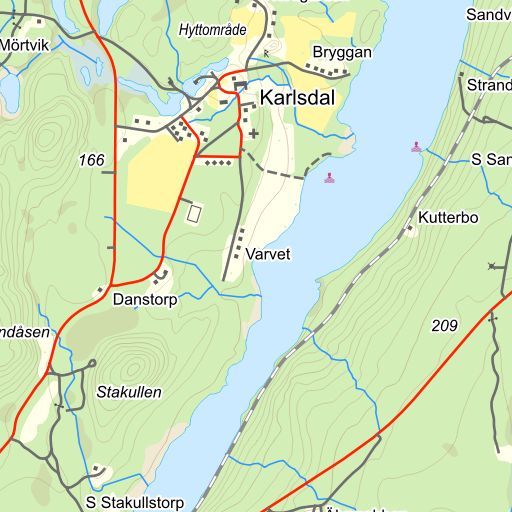 Sandv
Hyttområde
Mörtvik
Bryggan
Strand
Karlsdal
166
S San
Kutterbo
Varvet
Danstorp
209
ndåsen
Stakullen
S Stakullstorp